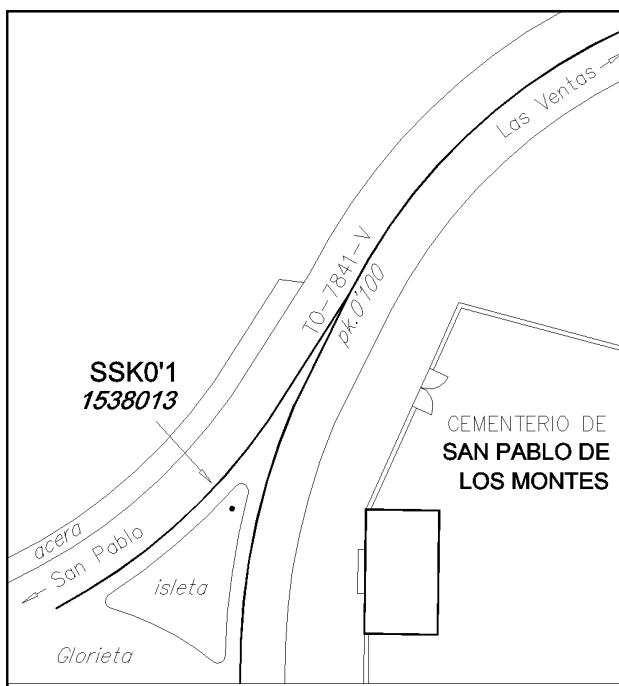 Las Ventas
TO-7841-V
pk.0'100
SSK0'1
1538013
CEMENTERIO DE
SAN PABLO DE
LOS MONTES
acera
San Pablo
isleta
Glorieta